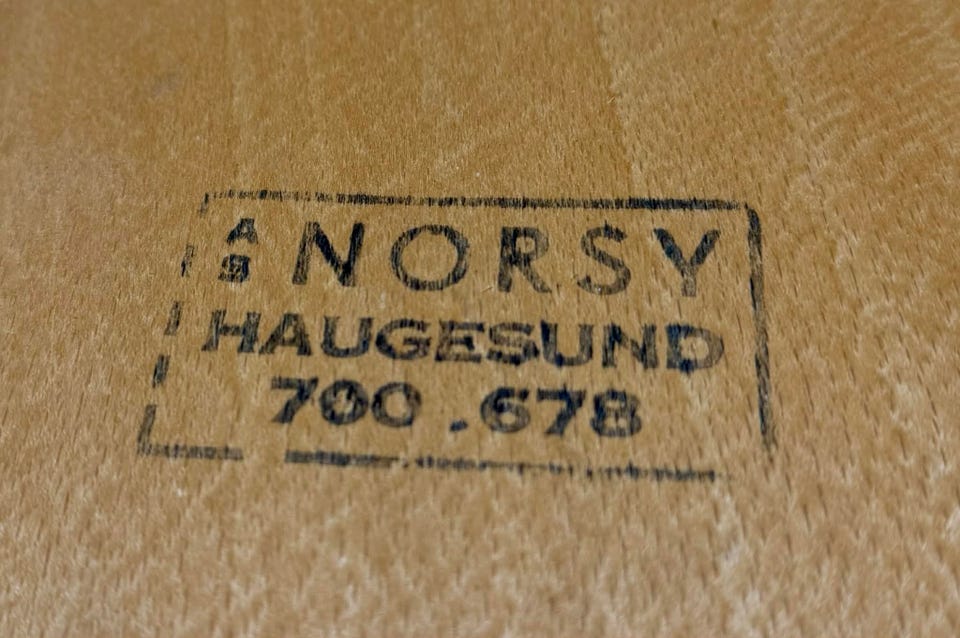 AS NORSY
HAUGESUND
700.678